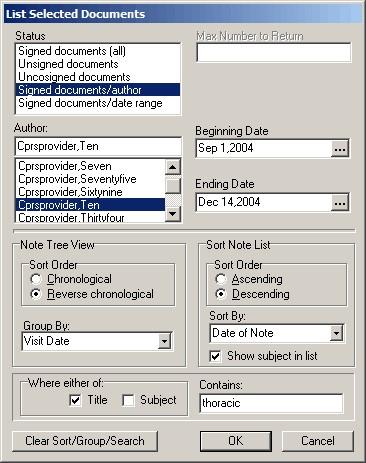 List Selected Documents
Status
Signed documents (all)
Unsigned documents
Uncosigned documents
Signed documents/author
Signed documents/date range
Max Number to Return
Author:
Cprsprovider,Ten
Cprsprovider,Seven
Cprsprovider,Seventyfive
Cprsprovider,Sixtynine
Cprsprovider,Ten
Cprsprovider,Thirtyfour
Beginning Date
Sep 1,2004
...
Ending Date
Dec 14,2004
...
Note Tree View
Sort Order
Chronological
Reverse chronological
Group By:
Visit Date
Sort Note List
Sort Order
Ascending
Descending
Sort By:
Date of Note
Show subject in list
Where either of:
Title
Subject
Contains:
thoracic
Clear Sort/Group/Search
OK
Cancel